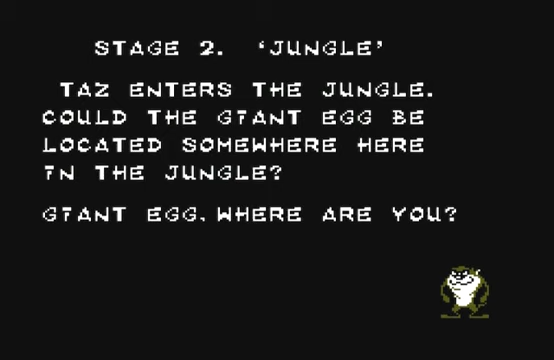 STAGE 2. 'JUNGLE'
TAZ ENTERS THE JUNGLE.
COULD THE GIANT EGG BE
LOCATED SOMEWHERE HERE
IN THE JUNGLE?
GIANT EGG, WHERE ARE YOU?